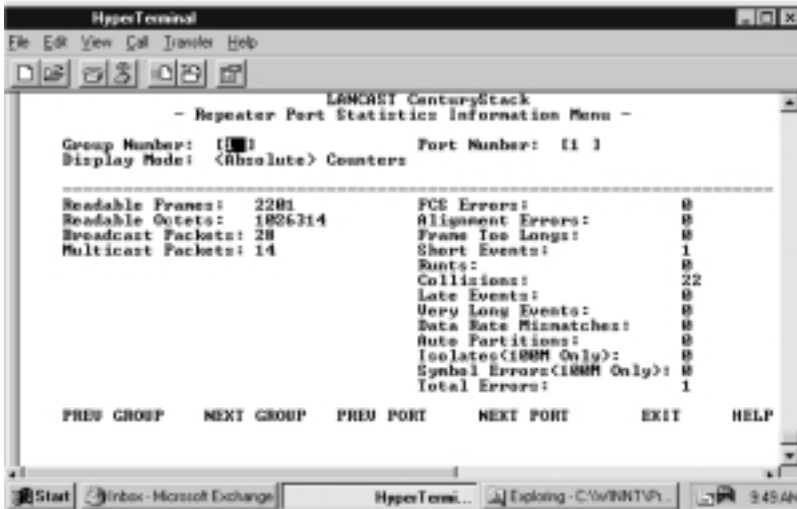 HyperTerminal
File Edit View Call Transfer Help
LANCAST CenturyStack
- Repeater Port Statistics Information Menu -
Group Number: [ ] Port Number: [1 ]
Display Mode: <Absolute> Counters
Readable Frames: 2201 FCS Errors: 0
Readable Octets: 1026314 Alignment Errors: 0
Broadcast Packets: 28 Frame Too Longs: 0
Multicast Packets: 14 Short Events: 1
Runts: 0
Collisions: 22
Late Events: 0
Very Long Events: 0
Data Rate Mismatches: 0
Auto Partitions: 0
Isolates(100M Only): 0
Symbol Errors(100M Only): 0
Total Errors: 1
PREV GROUP NEXT GROUP PREV PORT NEXT PORT EXIT HELP
Start Inbox - Microsoft Exchange HyperTermi... Exploring - C:\WINNT\Pr... 9:49 AM